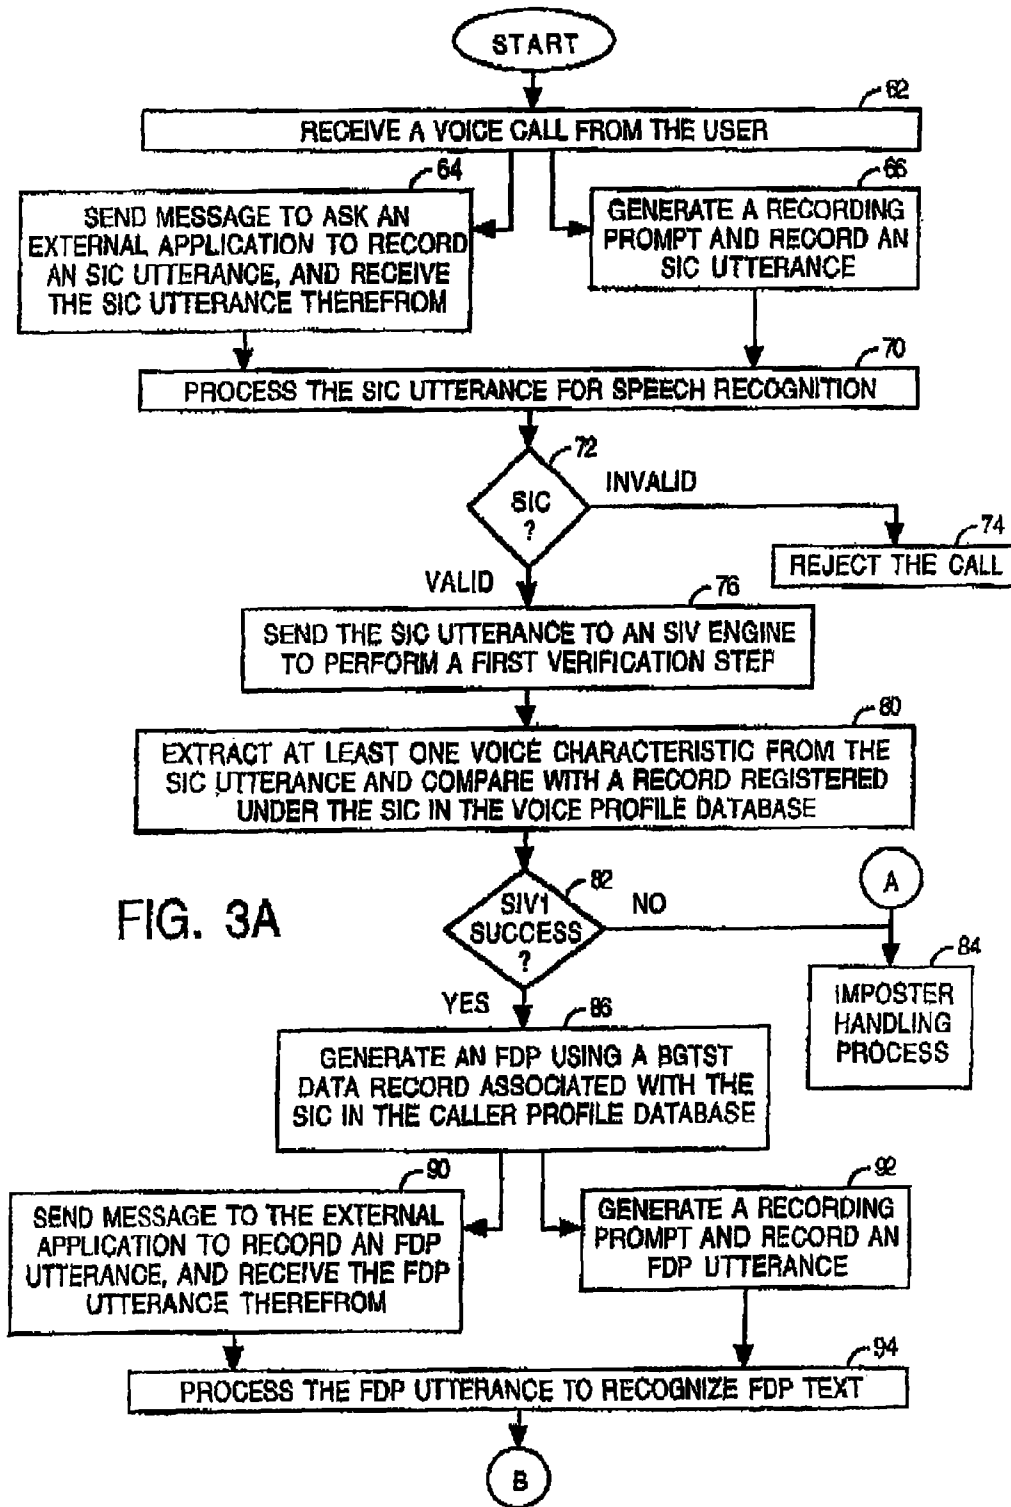 START
62
RECEIVE A VOICE CALL FROM THE USER
64
SEND MESSAGE TO ASK AN
EXTERNAL APPLICATION TO RECORD
AN SIC UTTERANCE, AND RECEIVE
THE SIC UTTERANCE THEREFROM
66
GENERATE A RECORDING
PROMPT AND RECORD AN
SIC UTTERANCE
70
PROCESS THE SIC UTTERANCE FOR SPEECH RECOGNITION
72
SIC
?
INVALID
74
REJECT THE CALL
VALID
76
SEND THE SIC UTTERANCE TO AN SIV ENGINE
TO PERFORM A FIRST VERIFICATION STEP
80
EXTRACT AT LEAST ONE VOICE CHARACTERISTIC FROM THE
SIC UTTERANCE AND COMPARE WITH A RECORD REGISTERED
UNDER THE SIC IN THE VOICE PROFILE DATABASE
FIG. 3A
82
SIV1
SUCCESS
?
NO
A
84
IMPOSTER
HANDLING
PROCESS
YES
86
GENERATE AN FDP USING A BGTST
DATA RECORD ASSOCIATED WITH THE
SIC IN THE CALLER PROFILE DATABASE
90
SEND MESSAGE TO THE EXTERNAL
APPLICATION TO RECORD AN FDP
UTTERANCE, AND RECEIVE THE FDP
UTTERANCE THEREFROM
92
GENERATE A RECORDING
PROMPT AND RECORD AN
FDP UTTERANCE
94
PROCESS THE FDP UTTERANCE TO RECOGNIZE FDP TEXT
B